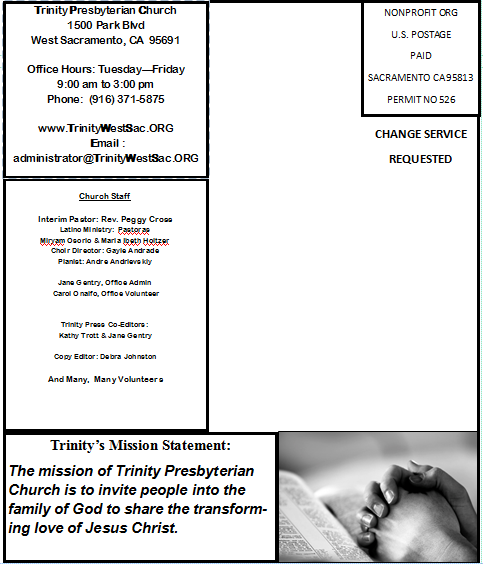 Trinity Presbyterian Church
1500 Park Blvd
West Sacramento, CA  95691
Office Hours: Tuesday—Friday
9:00 am to 3:00 pm
Phone:  (916) 371-5875
www.TrinityWestSac.ORG
Email :
administrator@TrinityWestSac.ORG
NONPROFIT ORG
U.S. POSTAGE
PAID
SACRAMENTO CA95813
PERMIT NO 526
CHANGE SERVICE
REQUESTED
Church Staff
Interim Pastor: Rev. Peggy Cross
Latino Ministry:  Pastoras
Miryam Osorio & Maria Ibeth Holtzer
Choir Director: Gayle Andrade
Pianist: Andre Andrievskiy
Jane Gentry, Office Admin
Carol Onalfo, Office Volunteer
Trinity Press Co-Editors:
Kathy Trott & Jane Gentry
Copy Editor: Debra Johnston
And Many,  Many Volunteers
Trinity's Mission Statement:
The mission of Trinity Presbyterian
Church is to invite people into the
family of God to share the transform-
ing love of Jesus Christ.